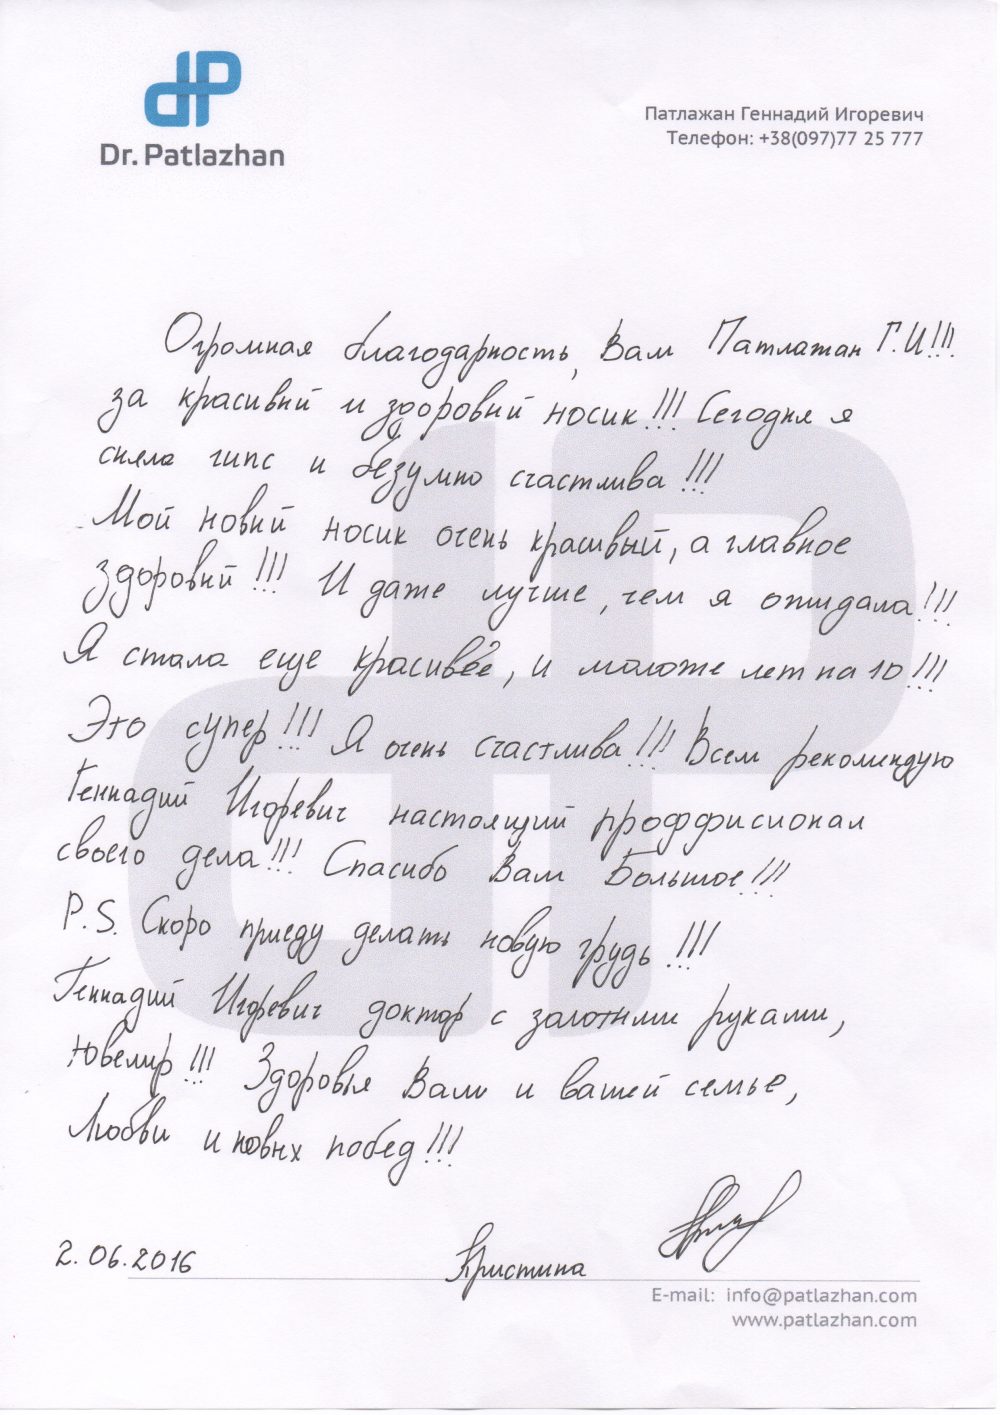 dP
Dr. Patlazhan
Патлажан Геннадий Игоревич
Телефон: +38(097)77 25 777
Огромная благодарность, Вам Патлажан Г.И!!!
за красивый и здоровый носик!!! Сегодня я
сняла гипс и безумно счастлива!!!
Мой новый носик очень красивый, а главное
здоровый!!! И даже лучше, чем я ожидала!!!
Я стала еще красивее, и моложе лет на 10!!!
Это супер!!! Я очень счастлива!!! Всем рекомендую
Геннадий Игоревич настоящий проффисионал
своего дела!!! Спасибо Вам Большое!!!
P.S. Скоро приеду делать новую грудь!!!
Геннадий Игоревич доктор с золотыми руками,
Ювелир!!! Здоровья Вам и вашей семье,
Любви и новых побед!!!
2.06.2016 Кристина
E-mail: info@patlazhan.com
www.patlazhan.com